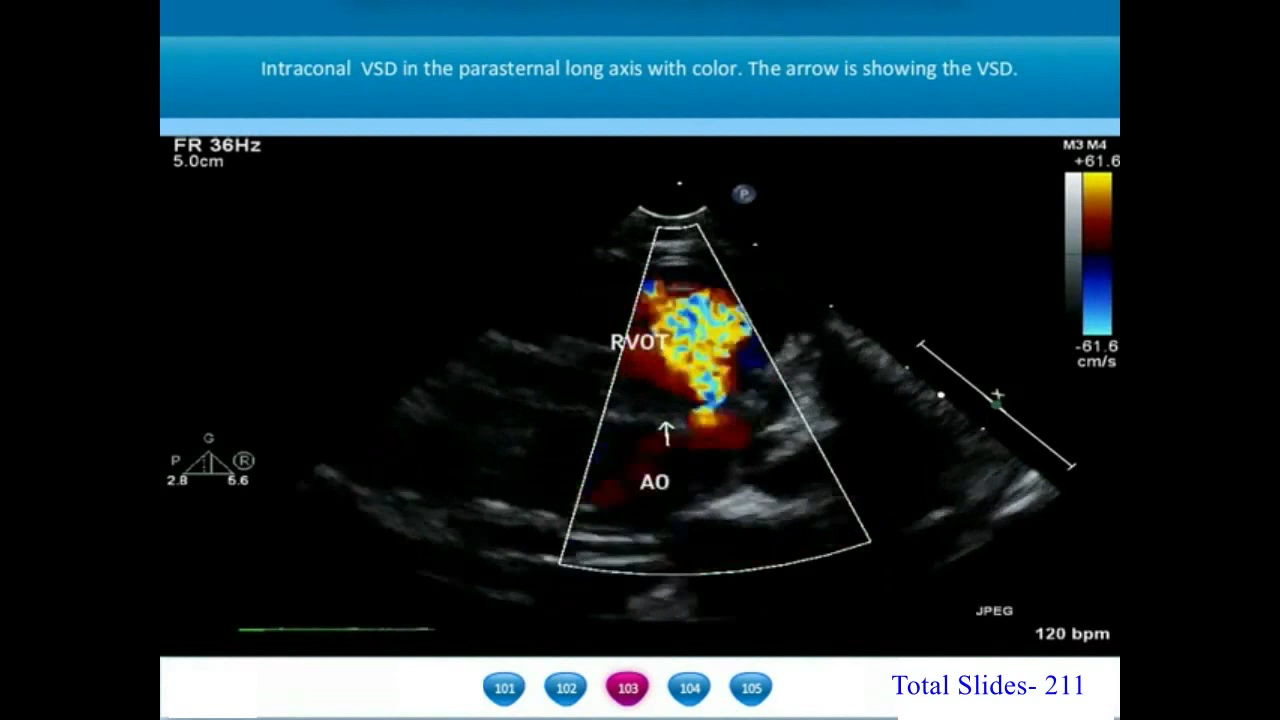 Intraconal  VSD in the parasternal long axis with color. The arrow is showing the VSD.
FR 36Hz
5.0cm
M3 M4
+61.6
P
RVOT
-61.6
cm/s
G
P
R
2.8
5.6
AO
JPEG
120 bpm
101
102
103
104
105
Total Slides- 211